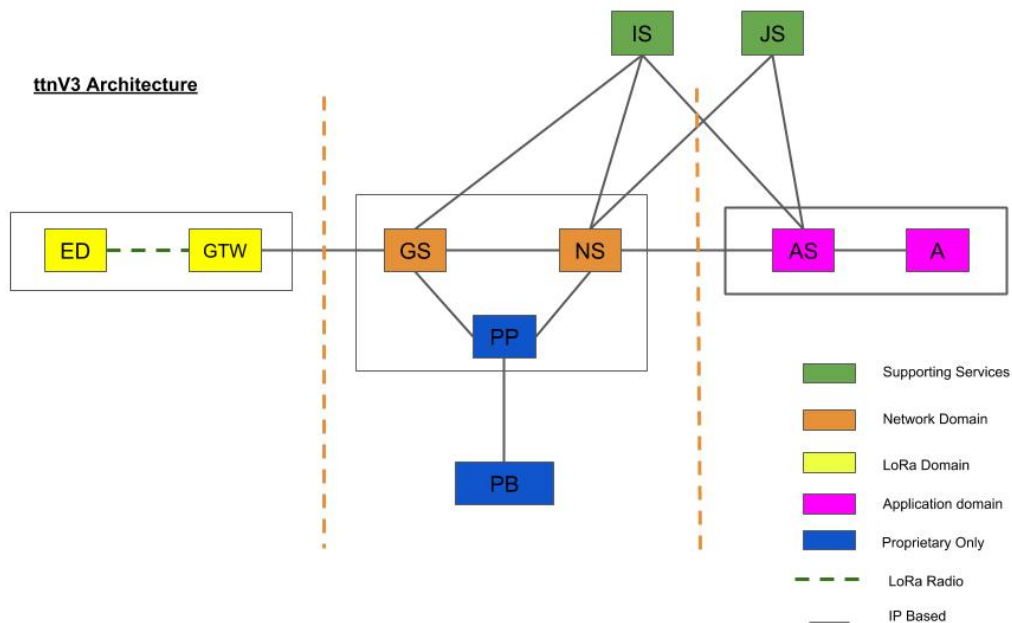 IS
JS
ttnV3 Architecture
ED
GTW
GS
NS
AS
A
PP
PB
Supporting Services
Network Domain
LoRa Domain
Application domain
Proprietary Only
LoRa Radio
IP Based